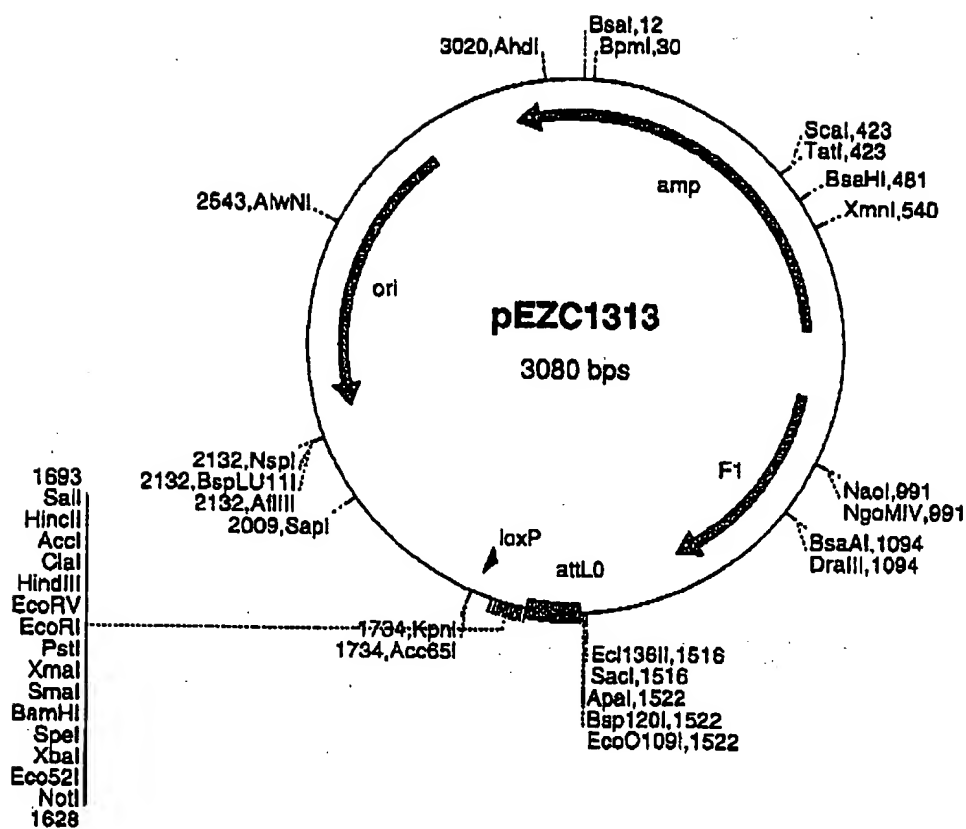 BsaI,12
BpmI,30
3020,AhdI
ScaI,423
TatI,423
BsaHI,481
XmnI,540
amp
2543,AlwNI
ori
pEZC1313
3080 bps
2132,NspI
2132,BspLU11I
2132,AflIII
2009,SapI
F1
NaoI,991
NgoMIV,991
BsaAI,1094
DraIII,1094
loxP
attL0
1734,KpnI
1734,Acc65I
Ecl136II,1516
SacI,1516
ApaI,1522
Bsp120I,1522
EcoO109I,1522
1693
SalI
HincII
AccI
ClaI
HindIII
EcoRV
EcoRI
PstI
XmaI
SmaI
BamHI
SpeI
XbaI
Eco52I
NotI
1628